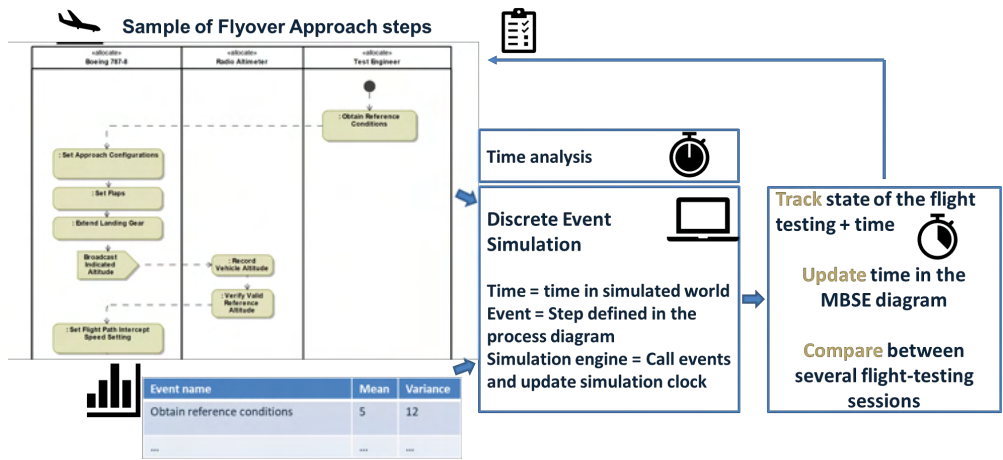 Sample of Flyover Approach steps
«allocate»
Boeing 787-8
«allocate»
Radio Altimeter
«allocate»
Test Engineer
: Obtain Reference
Conditions
: Set Approach Configurations
: Set Flaps
: Extend Landing Gear
Broadcast
Indicated
Altitude
: Record
Vehicle Altitude
: Verify Valid
Reference
Altitude
: Set Flight Path Intercept
Speed Setting
Event name Mean Variance
Obtain reference conditions 5 12
... ... ...
Time analysis
Discrete Event
Simulation
Time = time in simulated world
Event = Step defined in the
process diagram
Simulation engine = Call events
and update simulation clock
Track state of the flight
testing + time
Update time in the
MBSE diagram
Compare between
several flight-testing
sessions